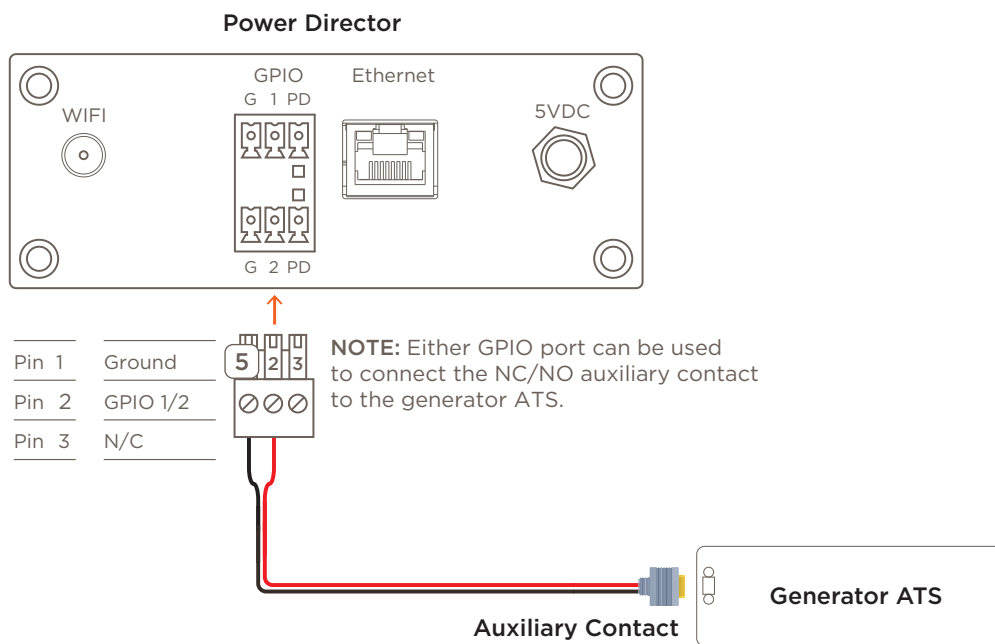 Power Director
GPIO
Ethernet
G 1 PD
WIFI
5VDC
G 2 PD
Pin 1 Ground
Pin 2 GPIO 1/2
Pin 3 N/C
5 2 3
NOTE: Either GPIO port can be used
to connect the NC/NO auxiliary contact
to the generator ATS.
Generator ATS
Auxiliary Contact